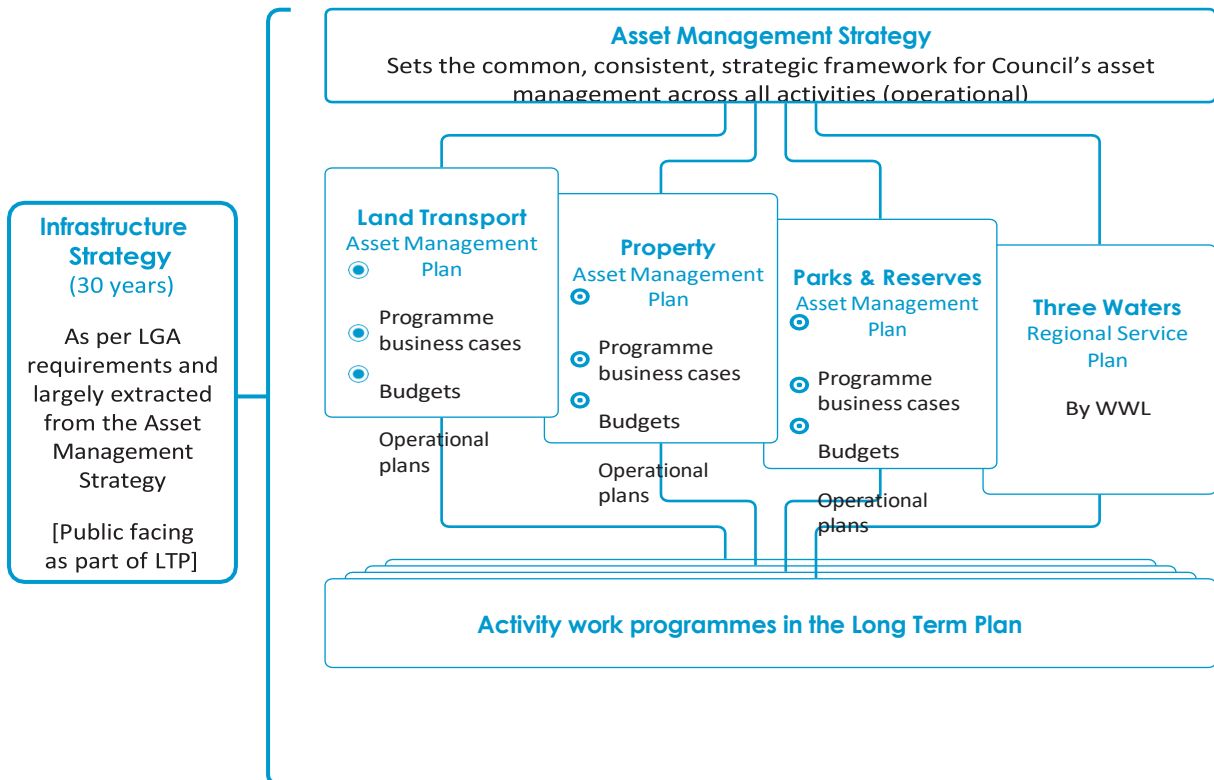 Asset Management Strategy
Sets the common, consistent, strategic framework for Council's asset
management across all activities (operational)
Infrastructure
Strategy
(30 years)
As per LGA
requirements and
largely extracted
from the Asset
Management
Strategy
[Public facing
as part of LTP]
Land Transport
Asset Management
Plan
Programme
business cases
Budgets
Operational
plans
Property
Asset Management
Plan
Programme
business cases
Budgets
Operational
plans
Parks & Reserves
Asset Management
Plan
Programme
business cases
Budgets
Operational
plans
Three Waters
Regional Service
Plan
By WWL
Activity work programmes in the Long Term Plan